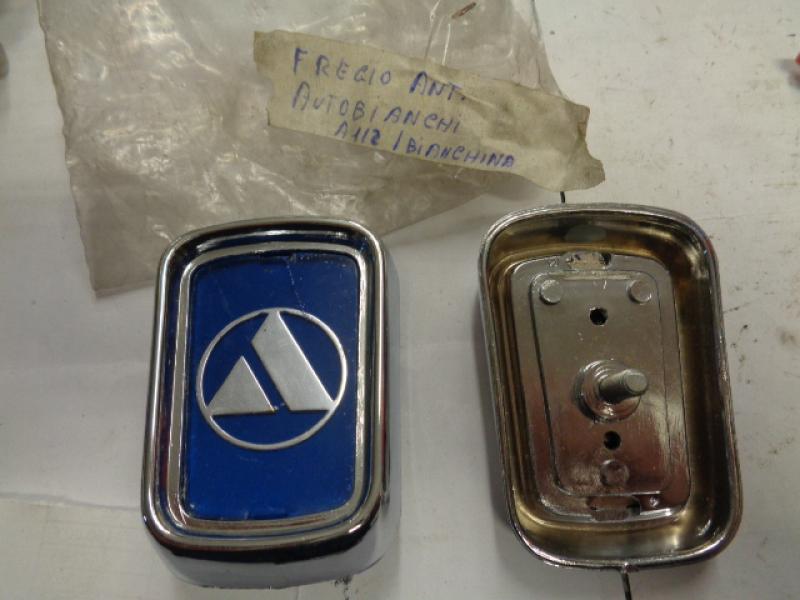 FREGIO ANT.
AUTOBIANCHI
A112 / BIANCHINA